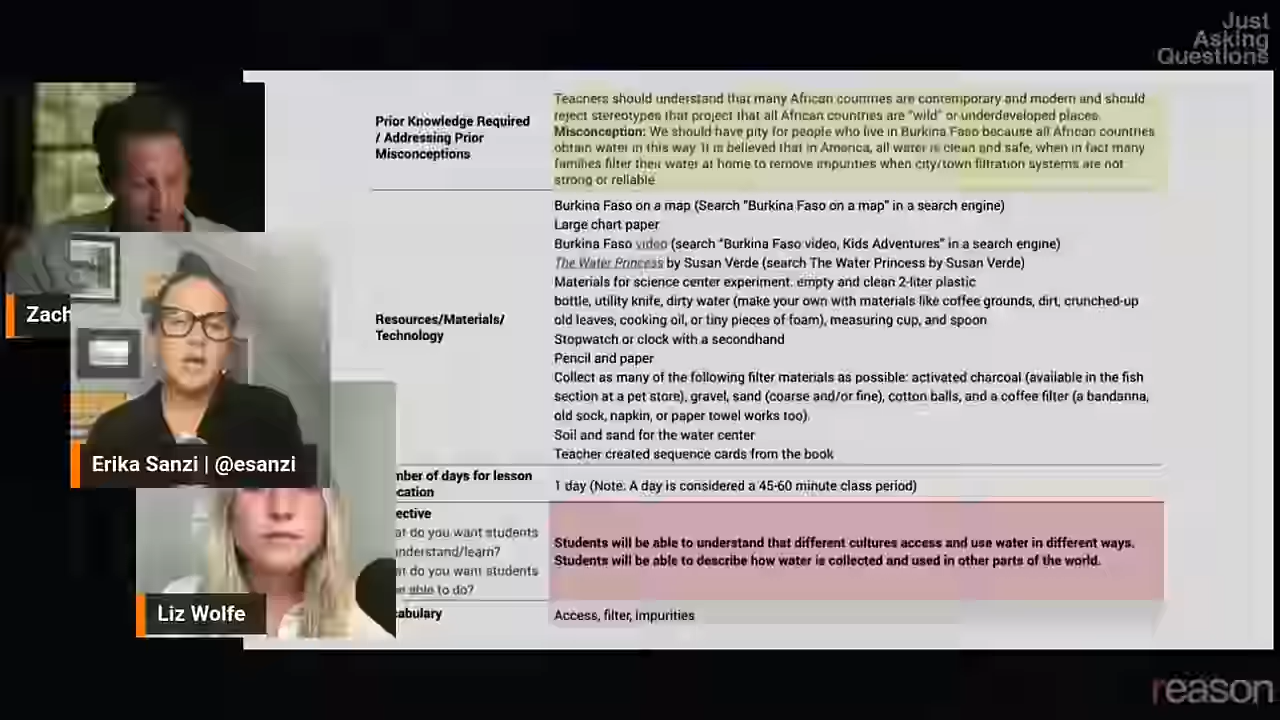 Just
Asking
Questions
Prior Knowledge Required
/ Addressing Prior
Misconceptions
Teachers should understand that many African countries are contemporary and modern and should
reject stereotypes that project that all African countries are "wild" or underdeveloped places.
Misconception: We should have pity for people who live in Burkina Faso because all African countries
obtain water in this way. It is believed that in America, all water is clean and safe, when in fact many
families filter their water at home to remove impurities when city/town filtration systems are not
strong or reliable
Resources/Materials/
Technology
Burkina Faso on a map (Search "Burkina Faso on a map" in a search engine)
Large chart paper
Burkina Faso video (search "Burkina Faso video, Kids Adventures" in a search engine)
The Water Princess by Susan Verde (search The Water Princess by Susan Verde)
Materials for science center experiment. empty and clean 2-liter plastic
bottle, utility knife, dirty water (make your own with materials like coffee grounds, dirt, crunched-up
old leaves, cooking oil, or tiny pieces of foam), measuring cup, and spoon
Stopwatch or clock with a secondhand
Pencil and paper
Collect as many of the following filter materials as possible: activated charcoal (available in the fish
section at a pet store), gravel, sand (coarse and/or fine), cotton balls, and a coffee filter (a bandanna,
old sock, napkin, or paper towel works too).
Soil and sand for the water center
Teacher created sequence cards from the book
mber of days for lesson
cation
1 day (Note: A day is considered a 45-60 minute class period)
ective
at do you want students
understand/learn?
at do you want students
able to do?
Students will be able to understand that different cultures access and use water in different ways.
Students will be able to describe how water is collected and used in other parts of the world.
cabulary
Access, filter, impurities
Zach
Erika Sanzi | @esanzi
Liz Wolfe
reason